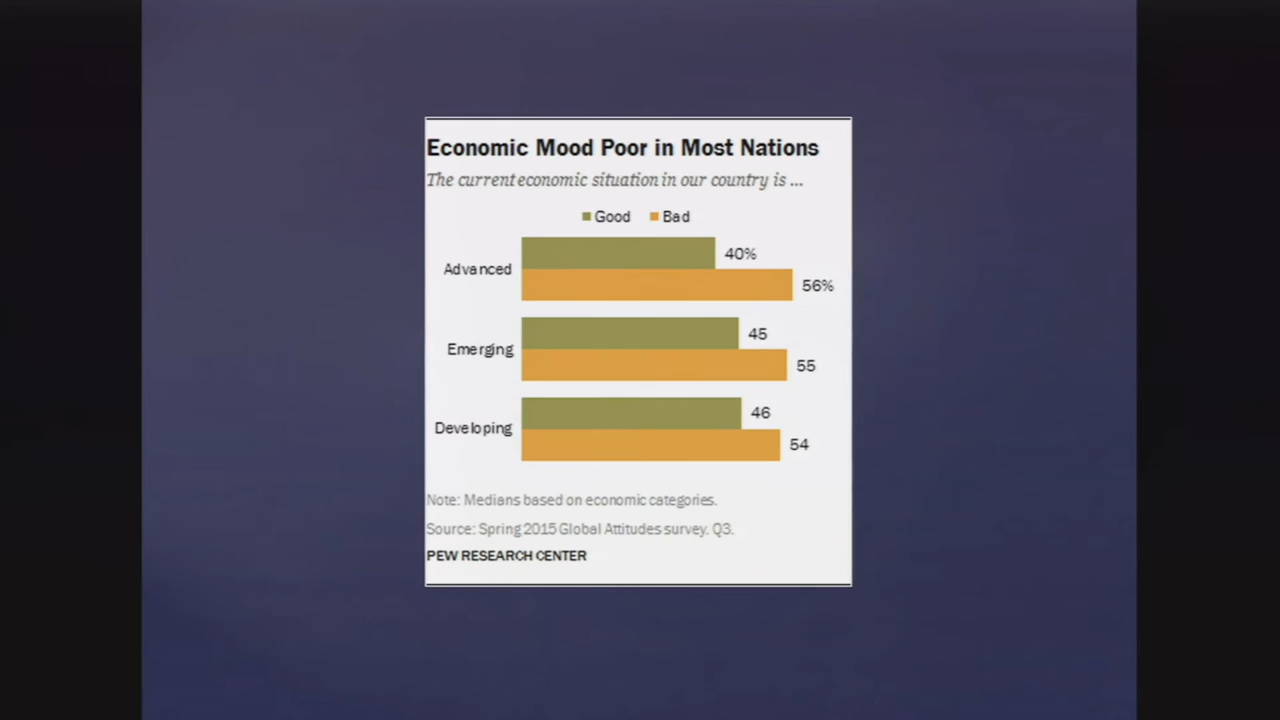 Economic Mood Poor in Most Nations
The current economic situation in our country is ...
Good Bad
Advanced
40%
56%
Emerging
45
55
Developing
46
54
Note: Medians based on economic categories.
Source: Spring 2015 Global Attitudes survey. Q3.
PEW RESEARCH CENTER